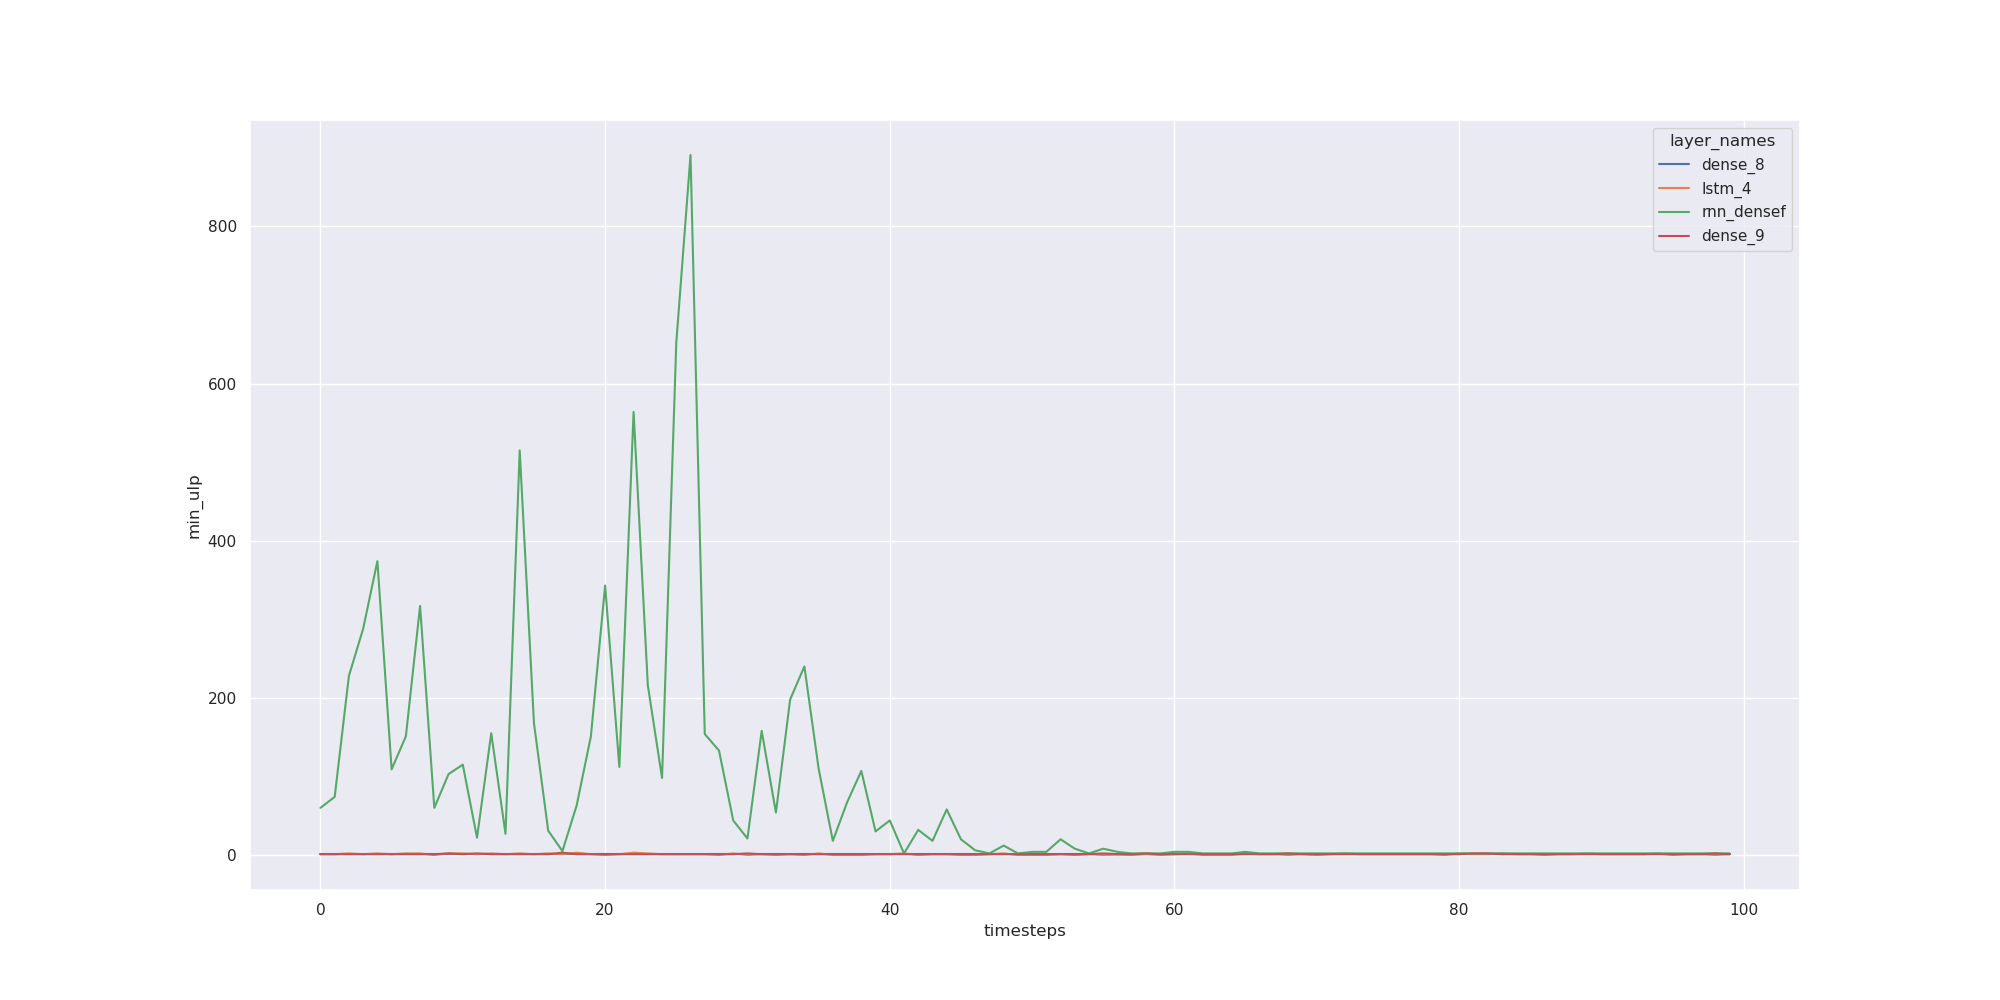 layer_names
dense_8
lstm_4
rnn_densef
dense_9
800
600
400
200
0
min_ulp
0 20 40 60 80 100
timesteps